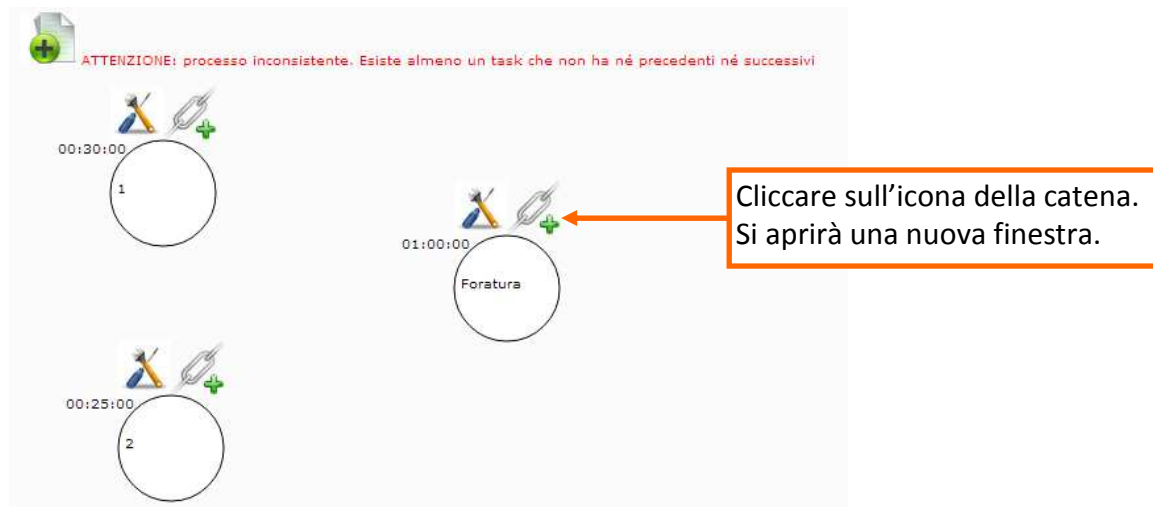 ATTENZIONE: processo inconsistente. Esiste almeno un task che non ha né precedenti né successivi
00:30:00
1
Cliccare sull’icona della catena.
Si aprirà una nuova finestra.
01:00:00
Foratura
00:25:00
2